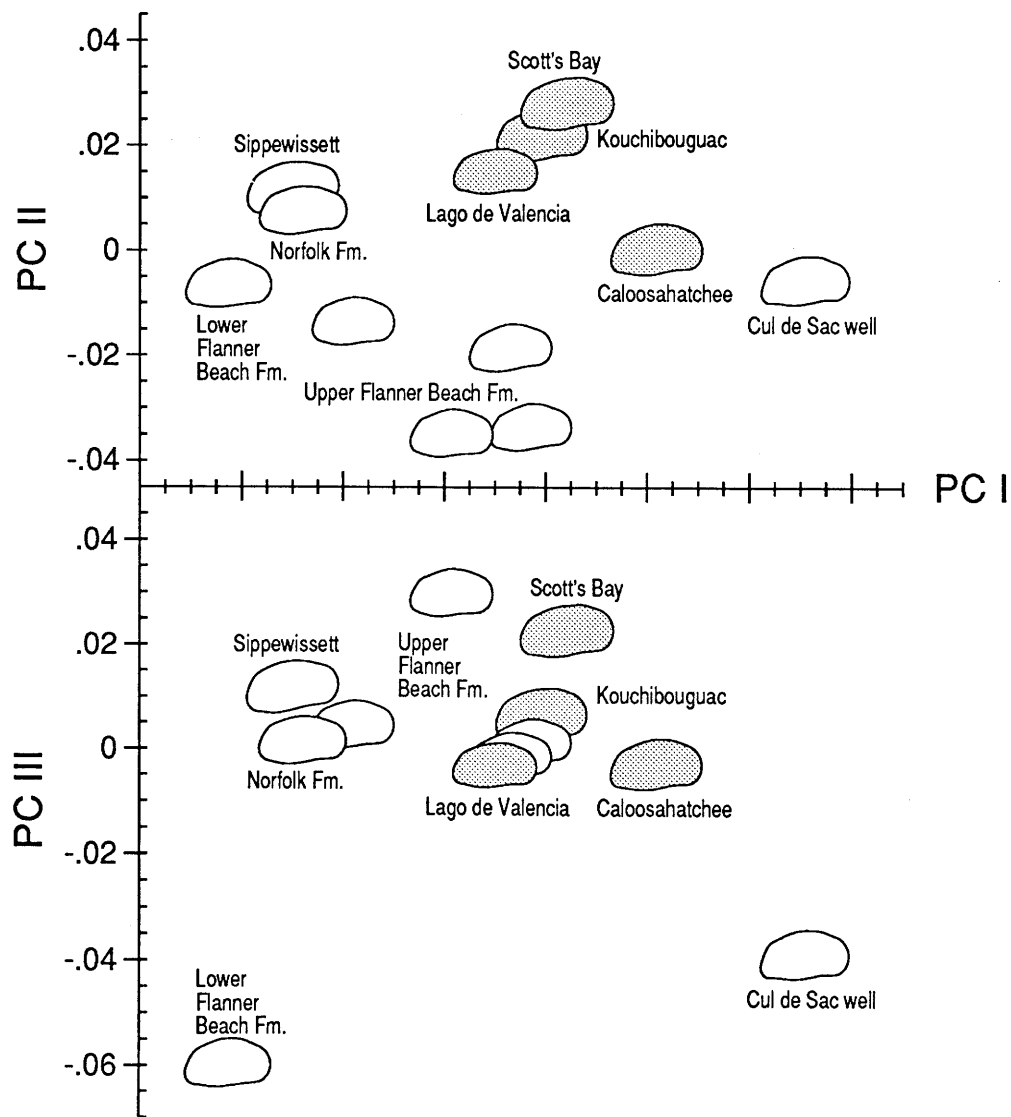 .04
Scott's Bay
Sippewissett
Kouchibouguac
.02
Lago de Valencia
PC II
0
Norfolk Fm.
Caloosahatchee
Cul de Sac well
Lower
Flanner
Beach Fm.
-.02
Upper Flanner Beach Fm.
-.04
PC I
.04
Scott's Bay
Sippewissett
Upper
Flanner
Beach Fm.
.02
Kouchibouguac
PC III
0
Norfolk Fm.
Lago de Valencia
Caloosahatchee
-.02
-.04
Lower
Flanner
Beach Fm.
Cul de Sac well
-.06